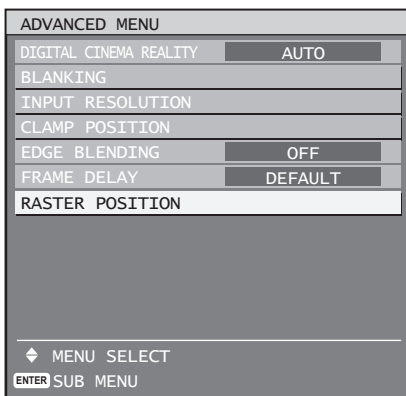 ADVANCED MENU
DIGITAL CINEMA REALITY AUTO
BLANKING
INPUT RESOLUTION
CLAMP POSITION
EDGE BLENDING OFF
FRAME DELAY DEFAULT
RASTER POSITION
MENU SELECT
ENTER SUB MENU